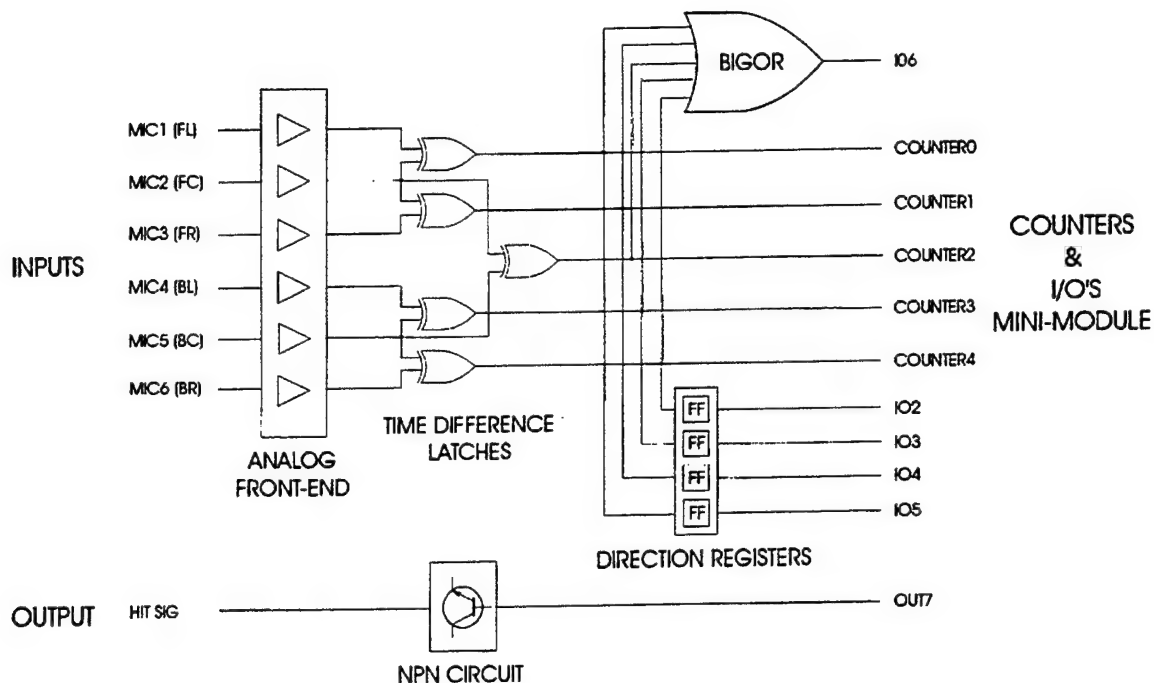 BIGOR
IO6
MIC1 (FL)
COUNTER0
MIC2 (FC)
COUNTER1
MIC3 (FR)
INPUTS
COUNTER2
COUNTERS
&
I/O'S
MINI-MODULE
MIC4 (BL)
COUNTER3
MIC5 (BC)
COUNTER4
MIC6 (BR)
TIME DIFFERENCE
LATCHES
ANALOG
FRONT-END
FF
IO2
FF
IO3
FF
IO4
FF
IO5
DIRECTION REGISTERS
OUTPUT
HIT SIG
OUT7
NPN CIRCUIT